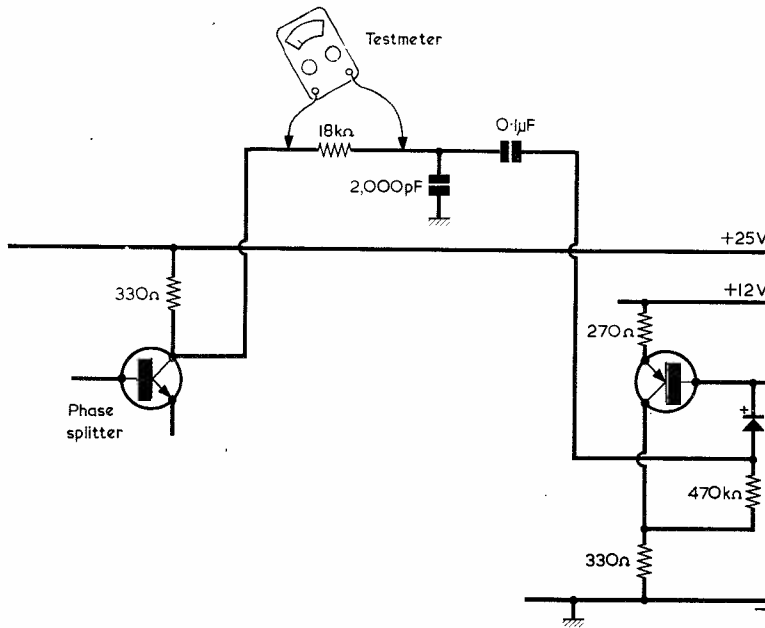 Testmeter
18kΩ
0·1µF
2,000pF
+25V
330Ω
+12V
270Ω
Phase
splitter
+
470kΩ
330Ω
−